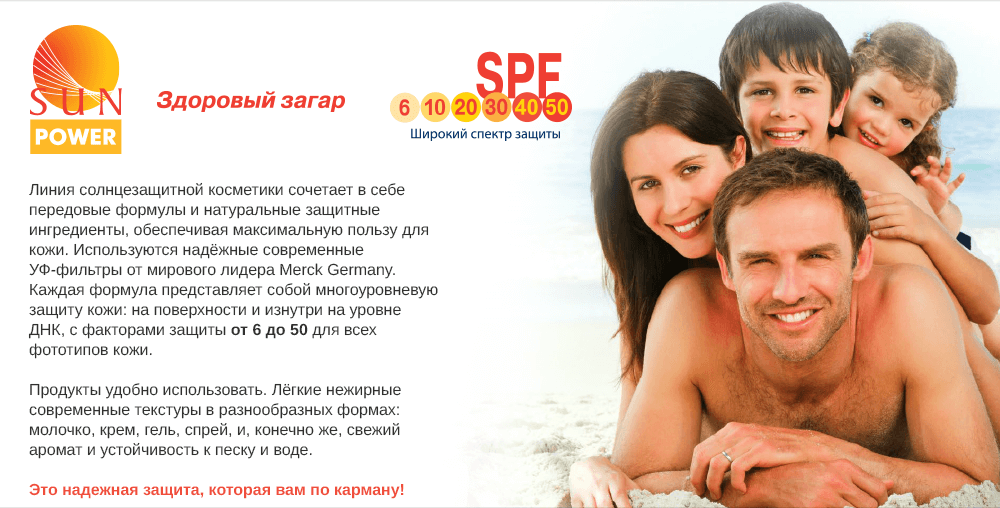 SUN
POWER
Здоровый загар
SPF
6 10 20 30 40 50
Широкий спектр защиты
Линия солнцезащитной косметики сочетает в себе
передовые формулы и натуральные защитные
ингредиенты, обеспечивая максимальную пользу для
кожи. Используются надёжные современные
УФ-фильтры от мирового лидера Merck Germany.
Каждая формула представляет собой многоуровневую
защиту кожи: на поверхности и изнутри на уровне
ДНК, с факторами защиты от 6 до 50 для всех
фототипов кожи.
Продукты удобно использовать. Лёгкие нежирные
современные текстуры в разнообразных формах:
молочко, крем, гель, спрей, и, конечно же, свежий
аромат и устойчивость к песку и воде.
Это надежная защита, которая вам по карману!